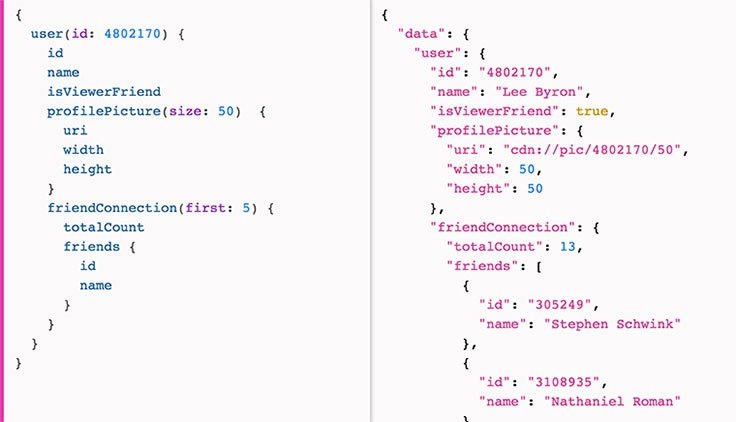 {
  user(id: 4802170) {
    id
    name
    isViewerFriend
    profilePicture(size: 50)  {
      uri
      width
      height
    }
    friendConnection(first: 5) {
      totalCount
      friends {
        id
        name
      }
    }
  }
}
{
  "data": {
    "user": {
      "id": "4802170",
      "name": "Lee Byron",
      "isViewerFriend": true,
      "profilePicture": {
        "uri": "cdn://pic/4802170/50",
        "width": 50,
        "height": 50
      },
      "friendConnection": {
        "totalCount": 13,
        "friends": [
          {
            "id": "305249",
            "name": "Stephen Schwink"
          },
          {
            "id": "3108935",
            "name": "Nathaniel Roman"
          }